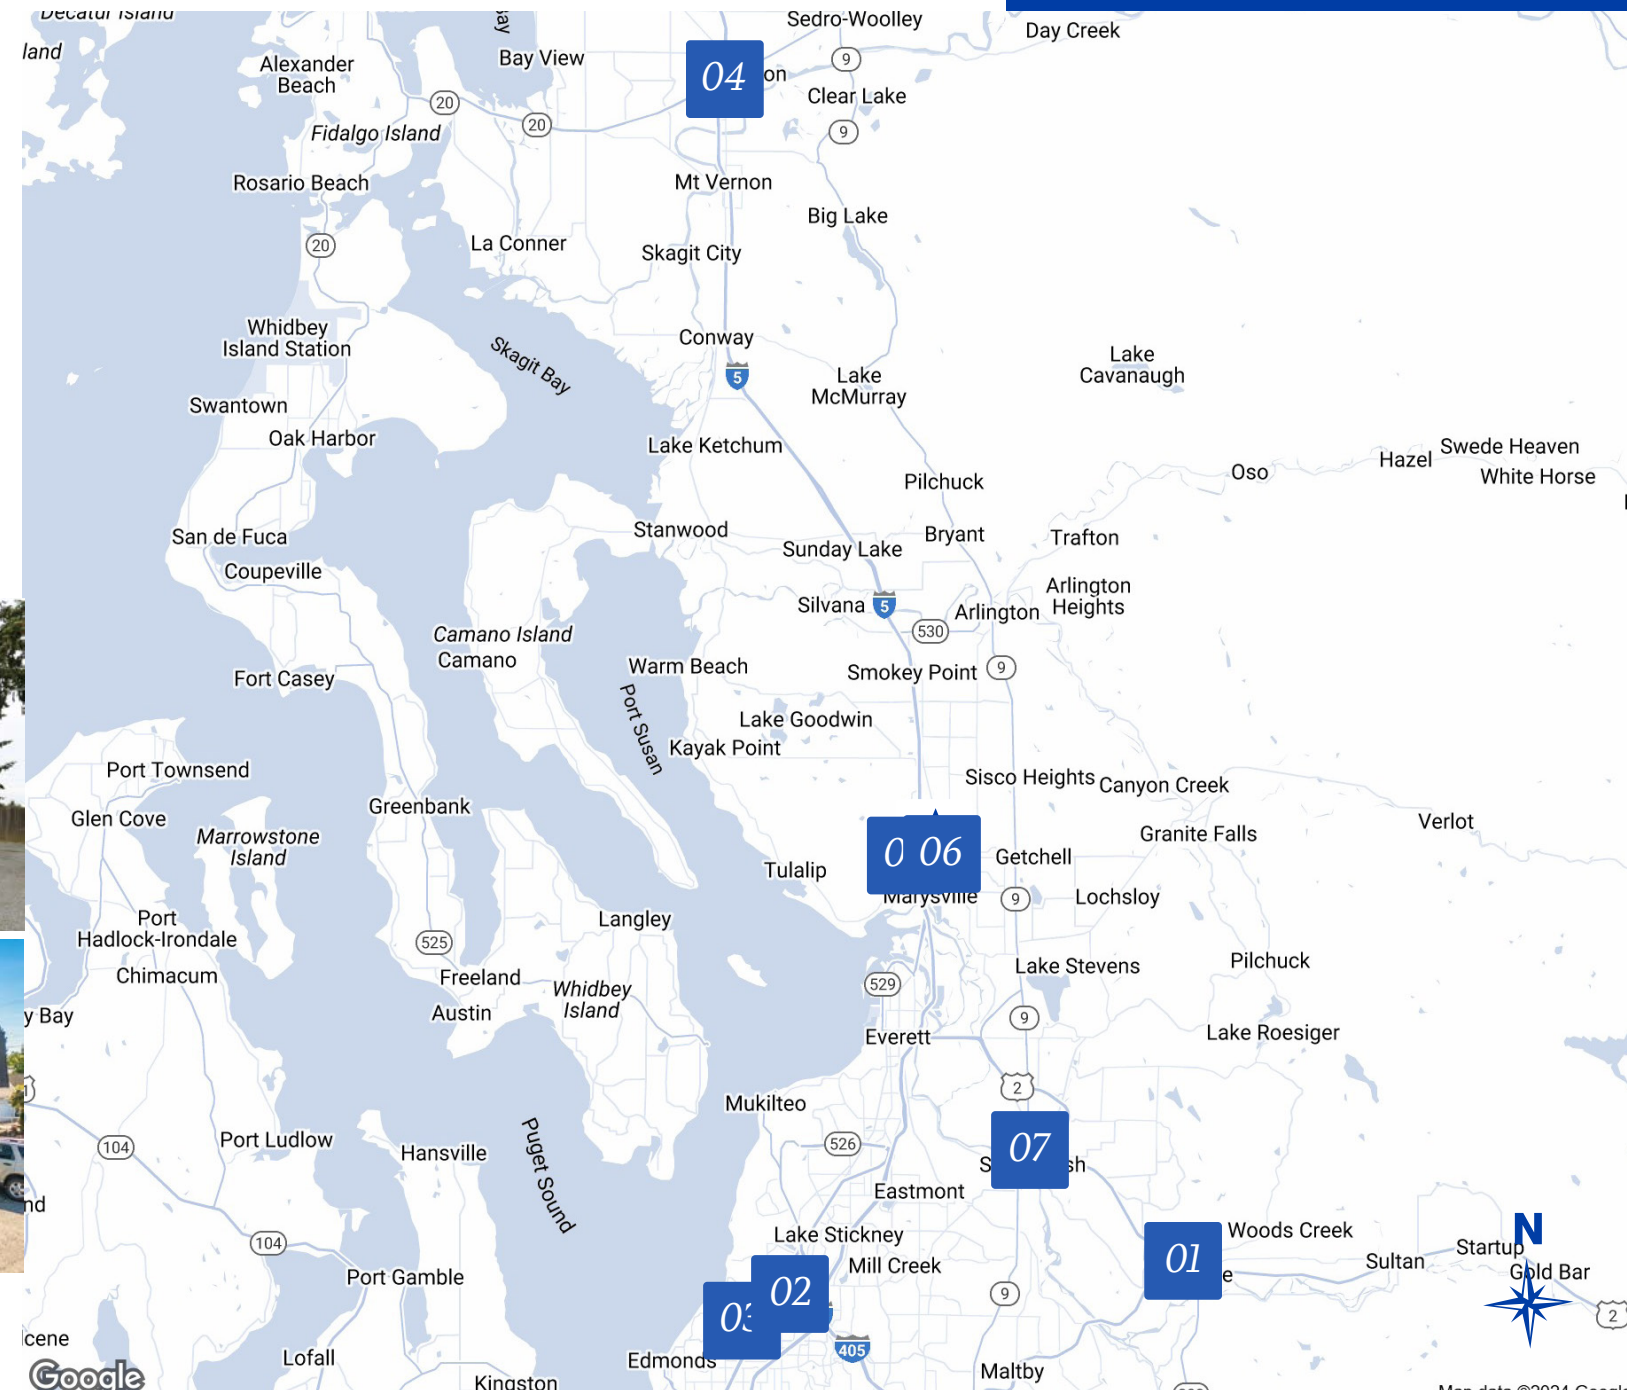 Decatur Island
Sedro-Woolley
Day Creek
Bay View
Alexander
Beach
04
9
Clear Lake
20
20
9
Fidalgo Island
Rosario Beach
Mt Vernon
Big Lake
20
La Conner
Skagit City
Whidbey
Island Station
Conway
Skagit Bay
5
Lake
McMurray
Lake
Cavanaugh
Swantown
Oak Harbor
Lake Ketchum
Swede Heaven
Hazel
White Horse
Oso
Pilchuck
San de Fuca
Stanwood
Sunday Lake
Bryant
Trafton
Coupeville
Arlington
Heights
Silvana
5
Arlington
530
Camano Island
Camano
Warm Beach
Smokey Point
9
Fort Casey
Port Susan
Lake Goodwin
Kayak Point
Port Townsend
Sisco Heights
Canyon Creek
Greenbank
Glen Cove
Marrowstone
Island
Granite Falls
Verlot
0
06
Getchell
Tulalip
Marysville
9
Lochsloy
Port
Hadlock-Irondale
Langley
525
Chimacum
Freeland
Lake Stevens
Pilchuck
529
Whidbey
Island
Austin
y Bay
9
Everett
Lake Roesiger
2
Mukilteo
104
Port Ludlow
Hansville
Puget Sound
526
07
Eastmont
104
Lake Stickney
Woods Creek
N
01
Startup
Sultan
Gold Bar
Port Gamble
02
Mill Creek
9
03
2
405
Edmonds
Lofall
Maltby
Kingston
Google
Map data ©2024 Google